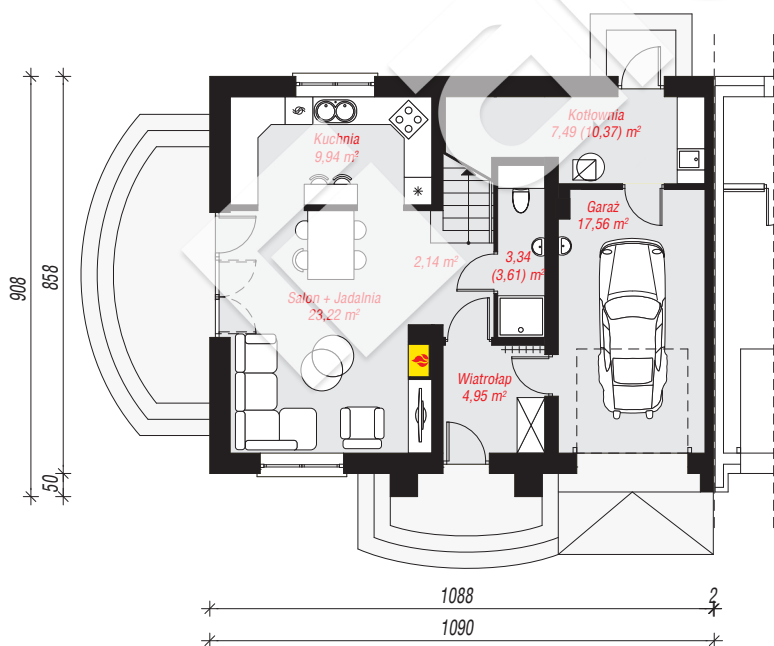 Kuchnia
9,94 m²
Kotłownia
7,49 (10,37) m²
Garaż
17,56 m²
2,14 m²
3,34
(3,61) m²
Salon + Jadalnia
23,22 m²
Wiatrołap
4,95 m²
908
858
50
1088
2
1090